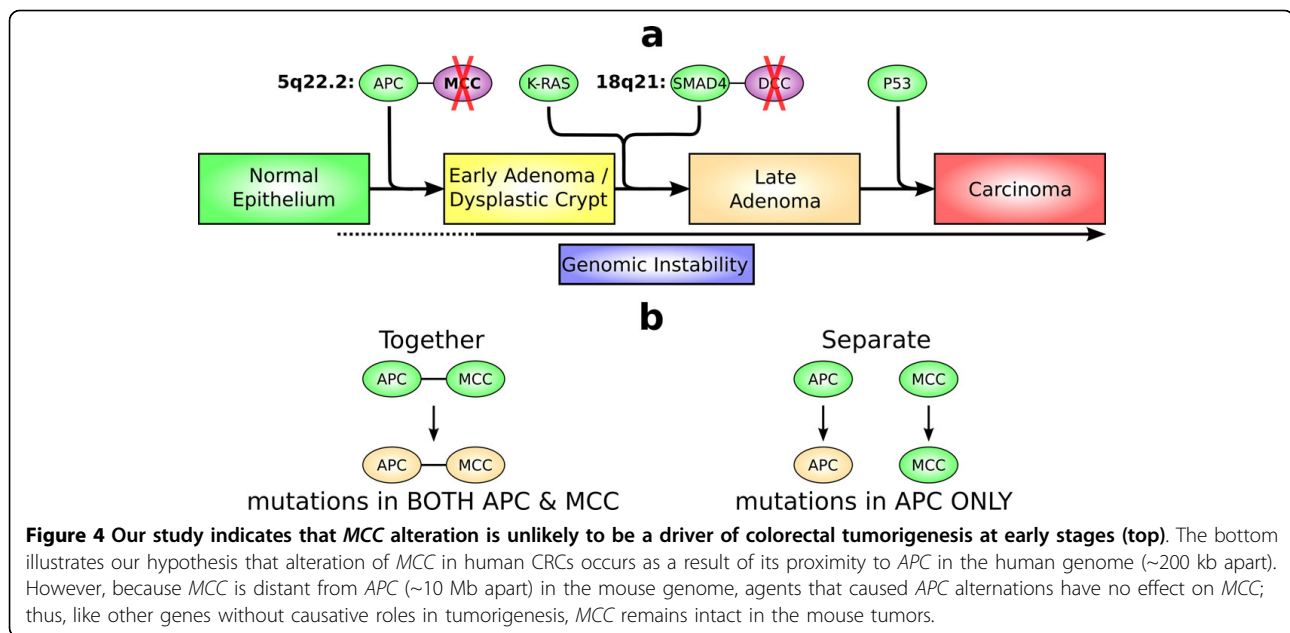 a
5q22.2: APC MCC K-RAS 18q21: SMAD4 DCC P53
Normal Epithelium
Early Adenoma / Dysplastic Crypt
Late Adenoma
Carcinoma
Genomic Instability
b
Together Separate
APC MCC APC MCC
APC MCC APC MCC
mutations in BOTH APC & MCC mutations in APC ONLY
Figure 4 Our study indicates that MCC alteration is unlikely to be a driver of colorectal tumorigenesis at early stages (top). The bottom
illustrates our hypothesis that alteration of MCC in human CRCs occurs as a result of its proximity to APC in the human genome (~200 kb apart).
However, because MCC is distant from APC (~10 Mb apart) in the mouse genome, agents that caused APC alternations have no effect on MCC;
thus, like other genes without causative roles in tumorigenesis, MCC remains intact in the mouse tumors.